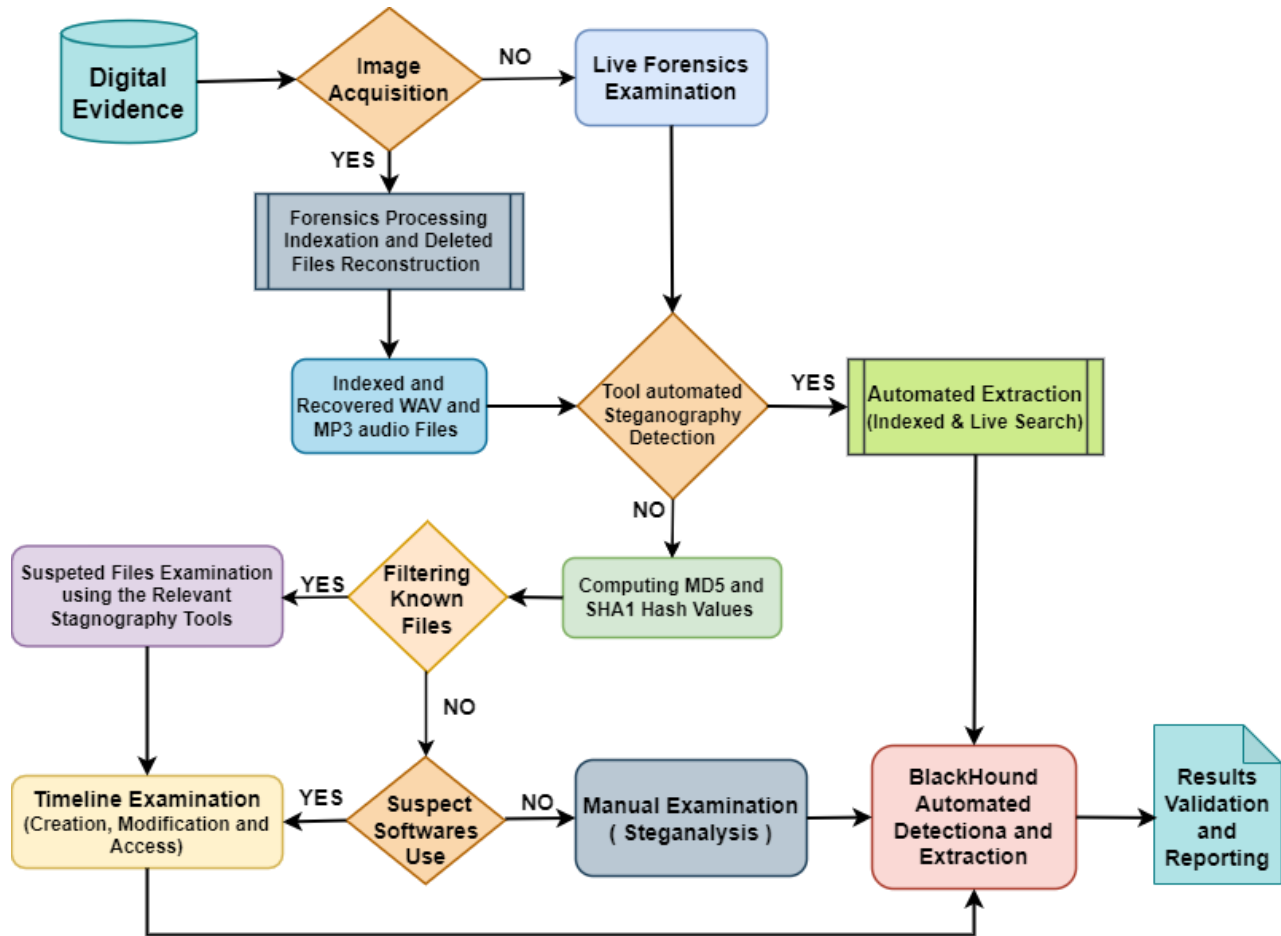 Digital
Evidence
Image
Acquisition
NO
Live Forensics
Examination
YES
Forensics Processing
Indexation and Deleted
Files Reconstruction
Indexed and
Recovered WAV and
MP3 audio Files
Tool automated
Steganography
Detection
YES
Automated Extraction
(Indexed & Live Search)
NO
Computing MD5 and
SHA1 Hash Values
Filtering
Known
Files
YES
Suspeted Files Examination
using the Relevant
Stagnography Tools
NO
Suspect
Softwares
Use
YES
Timeline Examination
(Creation, Modification and
Access)
NO
Manual Examination
( Steganalysis )
BlackHound
Automated
Detectiona and
Extraction
Results
Validation
and
Reporting